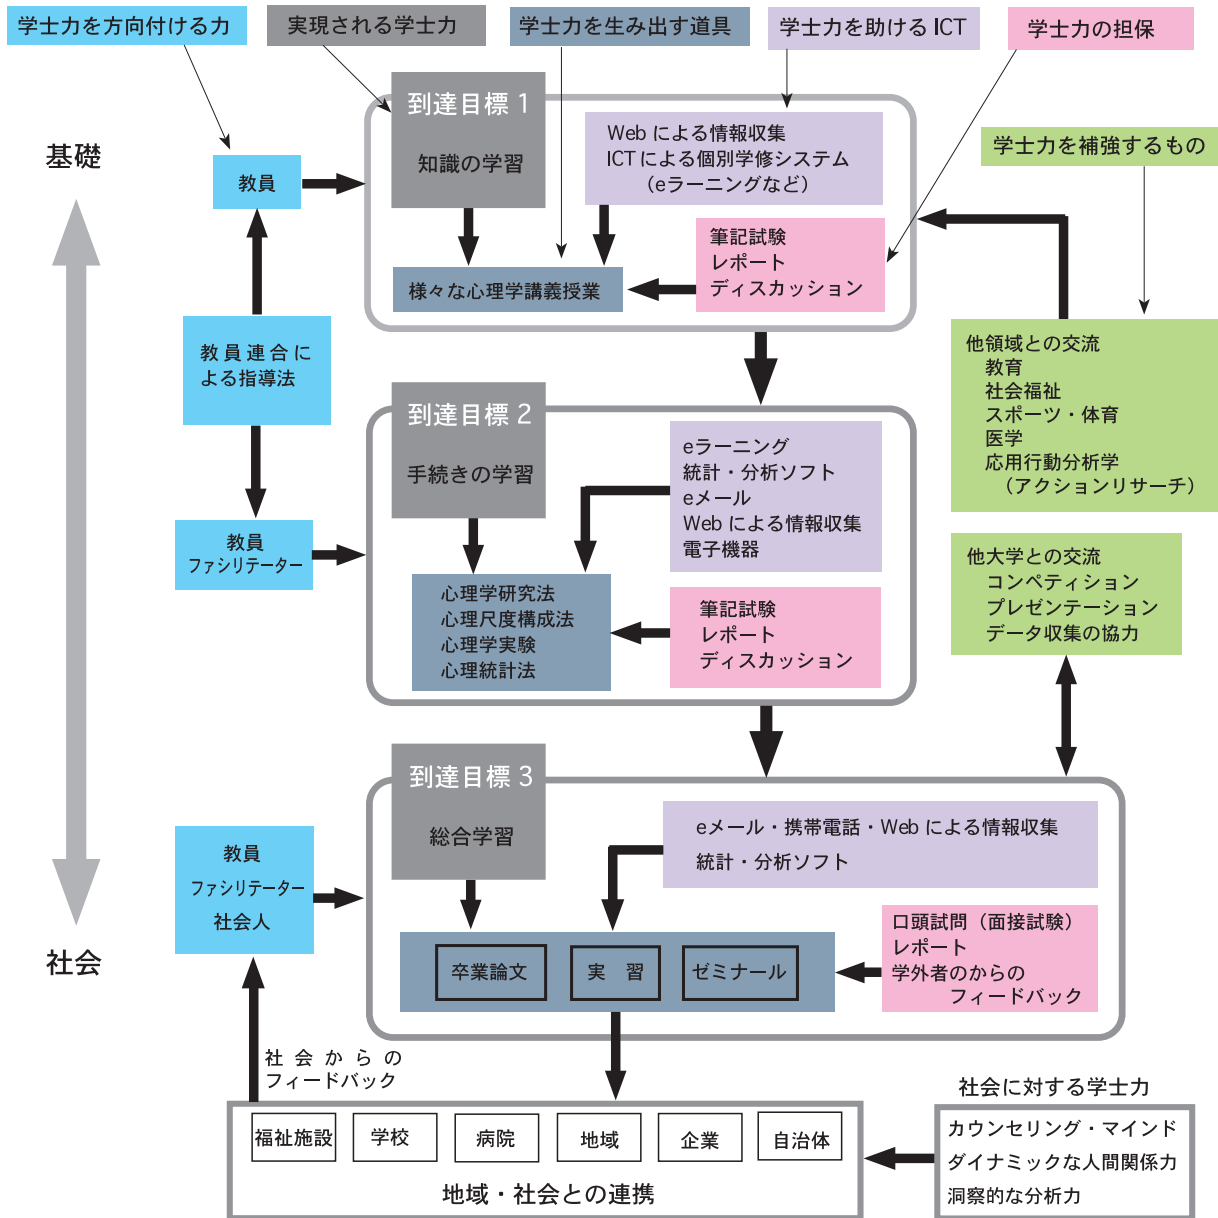 学士力を方向付ける力
実現される学士力
学士力を生み出す道具
学士力を助ける ICT
学士力の担保
学士力を補強するもの
基礎
社会
教員
教員連合に
よる指導法
教員
ファシリテーター
教員
ファシリテーター
社会人
到達目標 1
知識の学習
Web による情報収集
ICT による個別学修システム
（eラーニングなど）
筆記試験
レポート
ディスカッション
様々な心理学講義授業
到達目標 2
手続きの学習
eラーニング
統計・分析ソフト
eメール
Web による情報収集
電子機器
心理学研究法
心理尺度構成法
心理学実験
心理統計法
筆記試験
レポート
ディスカッション
他領域との交流
教育
社会福祉
スポーツ・体育
医学
応用行動分析学
（アクションリサーチ）
他大学との交流
コンペティション
プレゼンテーション
データ収集の協力
到達目標 3
総合学習
eメール・携帯電話・Web による情報収集
統計・分析ソフト
口頭試問（面接試験）
レポート
学外者のからの
フィードバック
卒業論文
実　習
ゼミナール
社 会 か ら の
フィードバック
福祉施設
学校
病院
地域
企業
自治体
地域・社会との連携
社会に対する学士力
カウンセリング・マインド
ダイナミックな人間関係力
洞察的な分析力